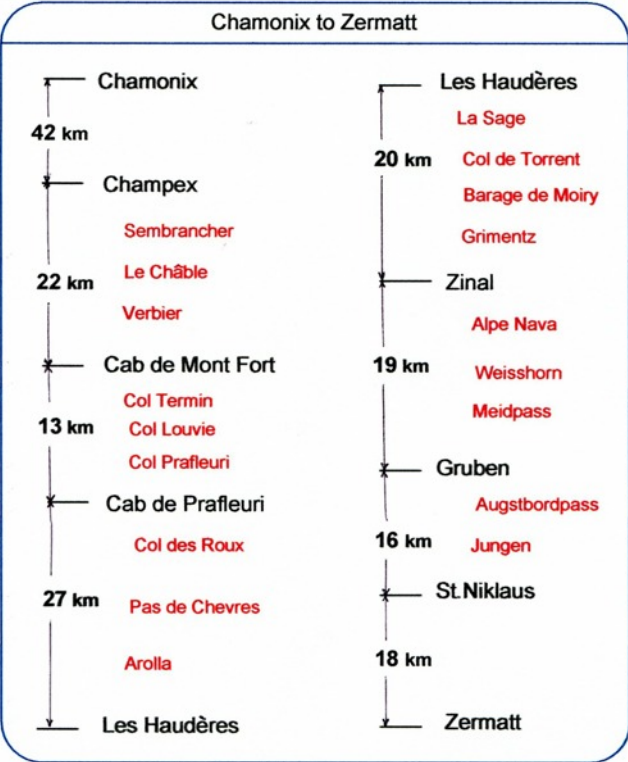 Chamonix to Zermatt
Chamonix
42 km
Champex
Sembrancher
Le Châble
22 km
Verbier
Cab de Mont Fort
Col Termin
13 km
Col Louvie
Col Prafleuri
Cab de Prafleuri
Col des Roux
27 km
Pas de Chevres
Arolla
Les Haudères
Les Haudères
La Sage
20 km
Col de Torrent
Barage de Moiry
Grimentz
Zinal
Alpe Nava
19 km
Weisshorn
Meidpass
Gruben
Augstbordpass
16 km
Jungen
St.Niklaus
18 km
Zermatt